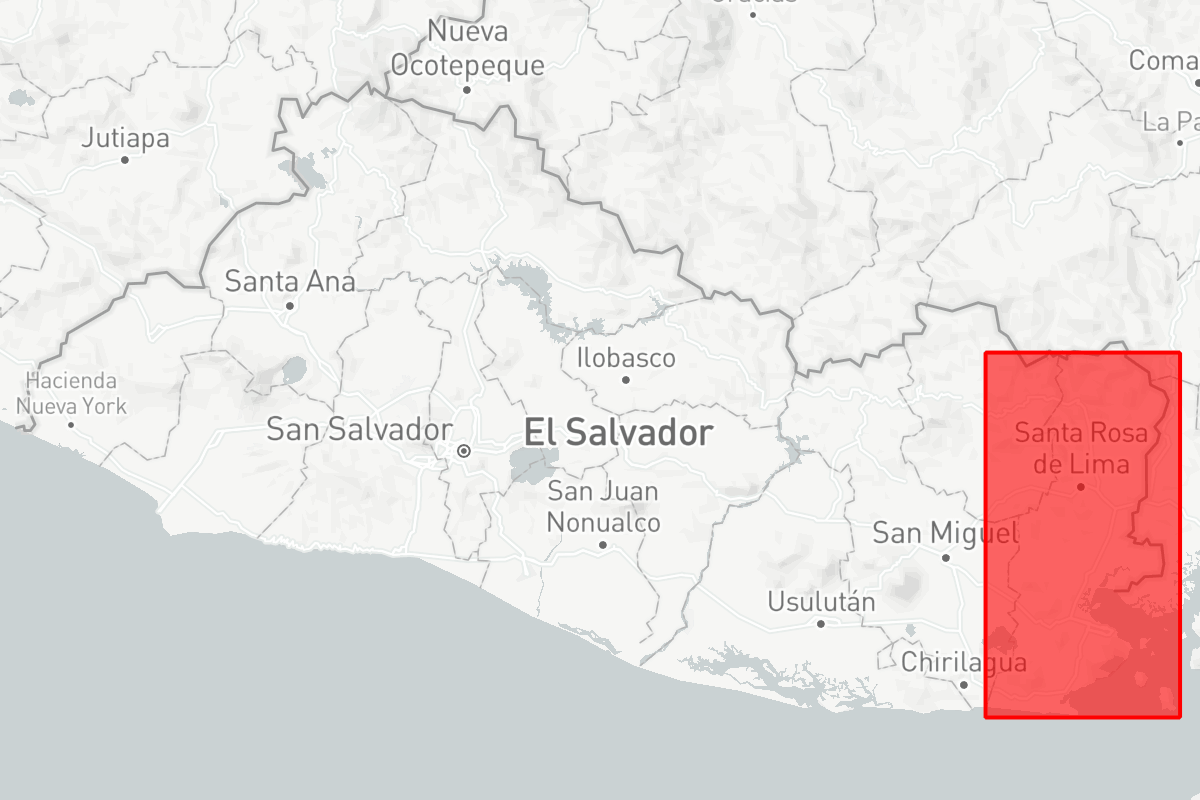 Nueva
Ocotepeque
Coma
Jutiapa
La Pa
Santa Ana
Ilobasco
Hacienda
Nueva York
San Salvador
El Salvador
Santa Rosa
de Lima
San Juan
Nonualco
San Miguel
Usulután
Chirilagua